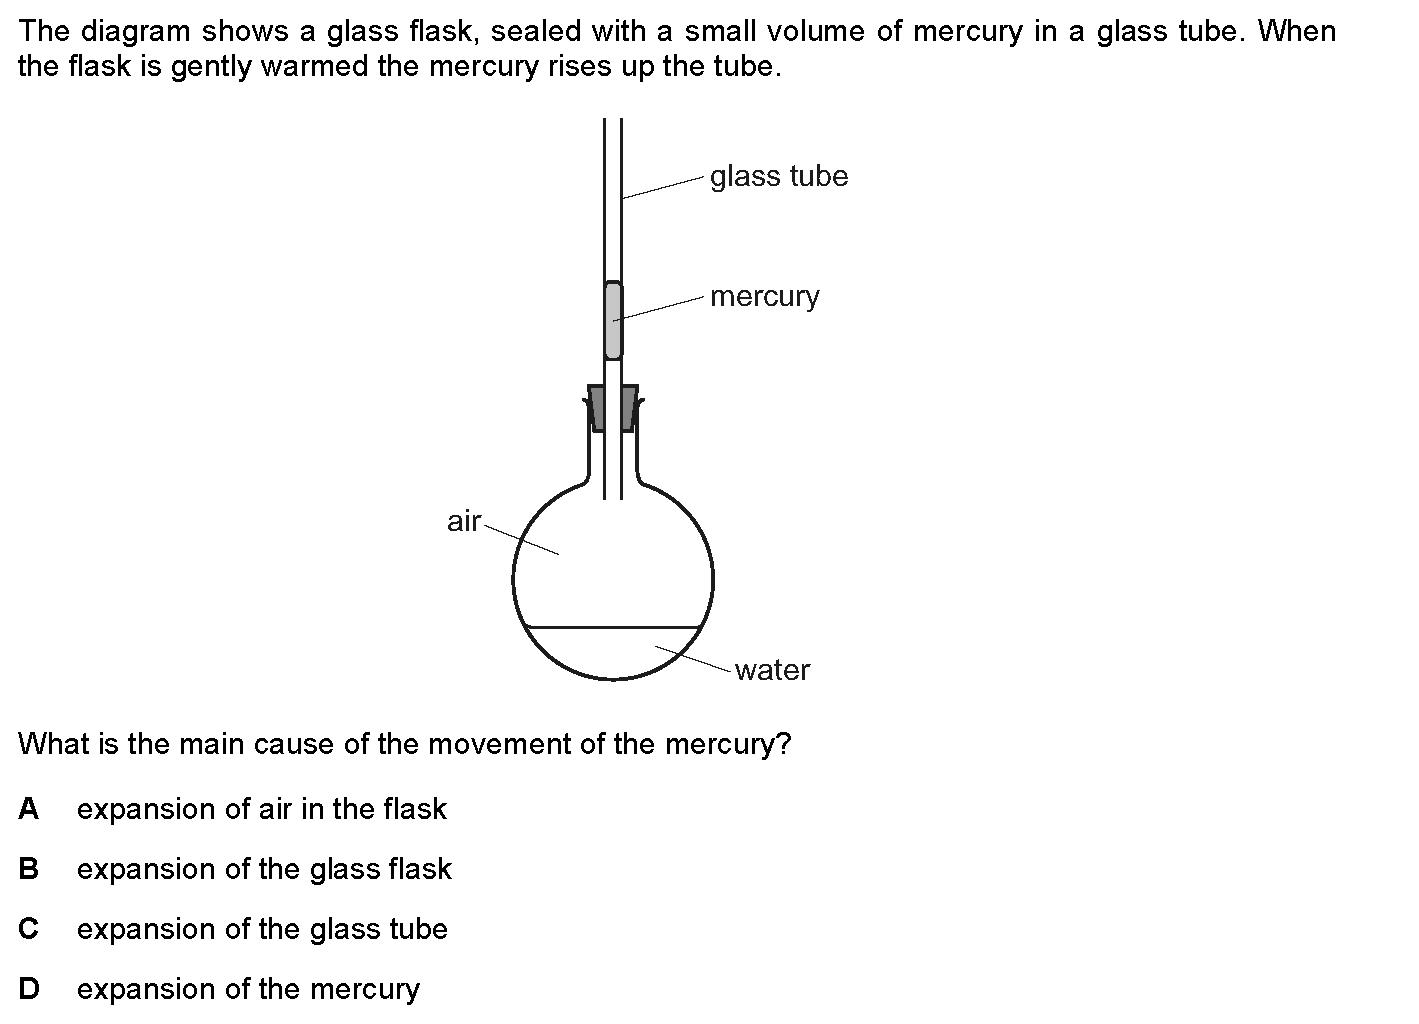 The diagram shows a glass flask, sealed with a small volume of mercury in a glass tube. When
the flask is gently warmed the mercury rises up the tube.
glass tube
mercury
air
water
What is the main cause of the movement of the mercury?
A expansion of air in the flask
B expansion of the glass flask
C expansion of the glass tube
D expansion of the mercury